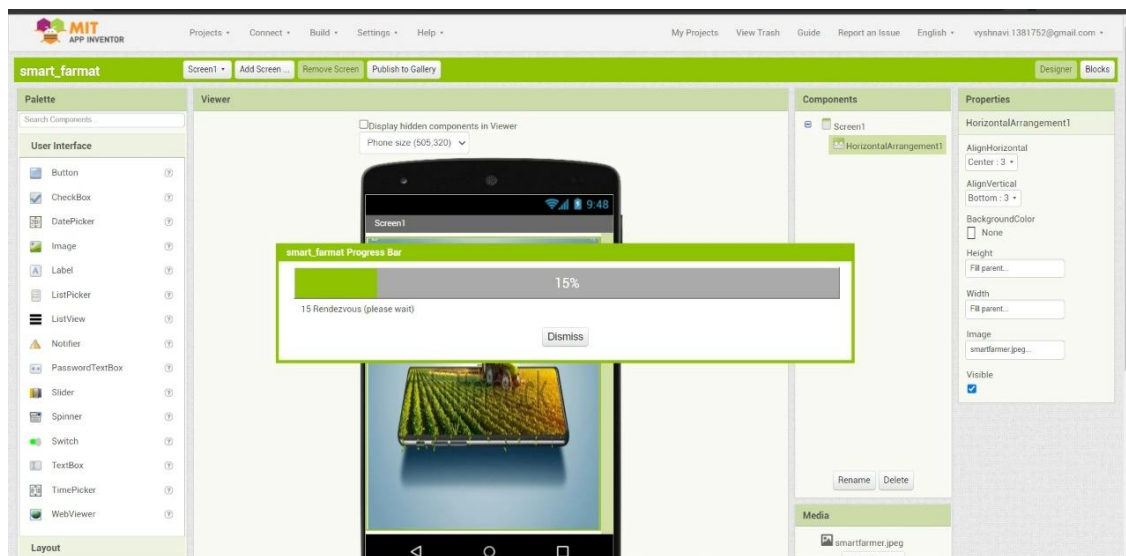 MIT
APP INVENTOR
Projects
Connect
Build
Settings
Help
My Projects
View Trash
Guide
Report an Issue
English
vyshnavi.1381752@gmail.com
smart_farmat
Screen1
Add Screen ...
Remove Screen
Publish to Gallery
Designer
Blocks
Palette
Search Components...
User Interface
Button
CheckBox
DatePicker
Image
Label
ListPicker
ListView
Notifier
PasswordTextBox
Slider
Spinner
Switch
TextBox
TimePicker
WebViewer
Layout
Viewer
Display hidden components in Viewer
Phone size (505,320)
9:48
Screen1
smart_farmat Progress Bar
15%
15 Rendezvous (please wait)
Dismiss
Components
Screen1
HorizontalArrangement1
Rename
Delete
Media
smartfarmer.jpeg
Properties
HorizontalArrangement1
AlignHorizontal
Center : 3
AlignVertical
Bottom : 3
BackgroundColor
None
Height
Fill parent...
Width
Fill parent...
Image
smartfarmer.jpeg...
Visible